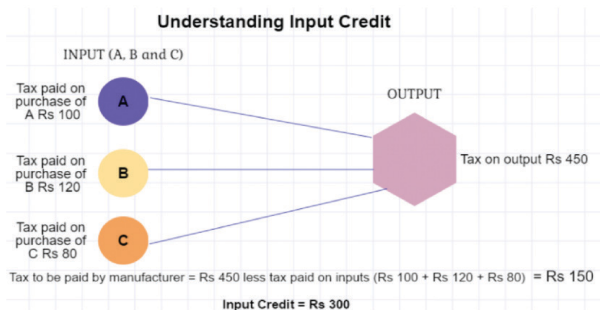 Understanding Input Credit
INPUT (A, B and C)
Tax paid on
purchase of
A Rs 100
A
OUTPUT
Tax paid on
purchase of
B Rs 120
B
Tax on output Rs 450
Tax paid on
purchase of
C Rs 80
C
Tax to be paid by manufacturer = Rs 450 less tax paid on inputs (Rs 100 + Rs 120 + Rs 80) = Rs 150
Input Credit = Rs 300